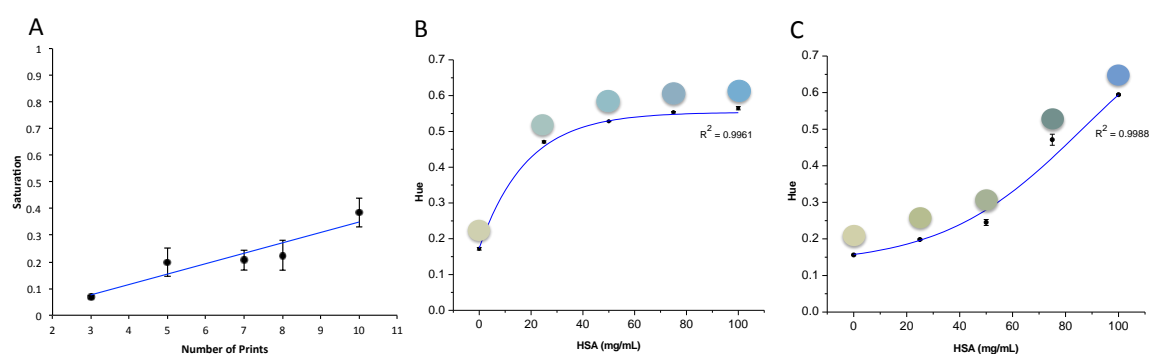 A
Saturation
1
0.9
0.8
0.7
0.6
0.5
0.4
0.3
0.2
0.1
0
2 3 4 5 6 7 8 9 10 11
Number of Prints
B
Hue
0.7
0.6
0.5
0.4
0.3
0.2
0.1
0.0
R² = 0.9961
0 20 40 60 80 100
HSA (mg/mL)
C
Hue
0.7
0.6
0.5
0.4
0.3
0.2
0.1
0.0
R² = 0.9988
0 20 40 60 80 100
HSA (mg/mL)